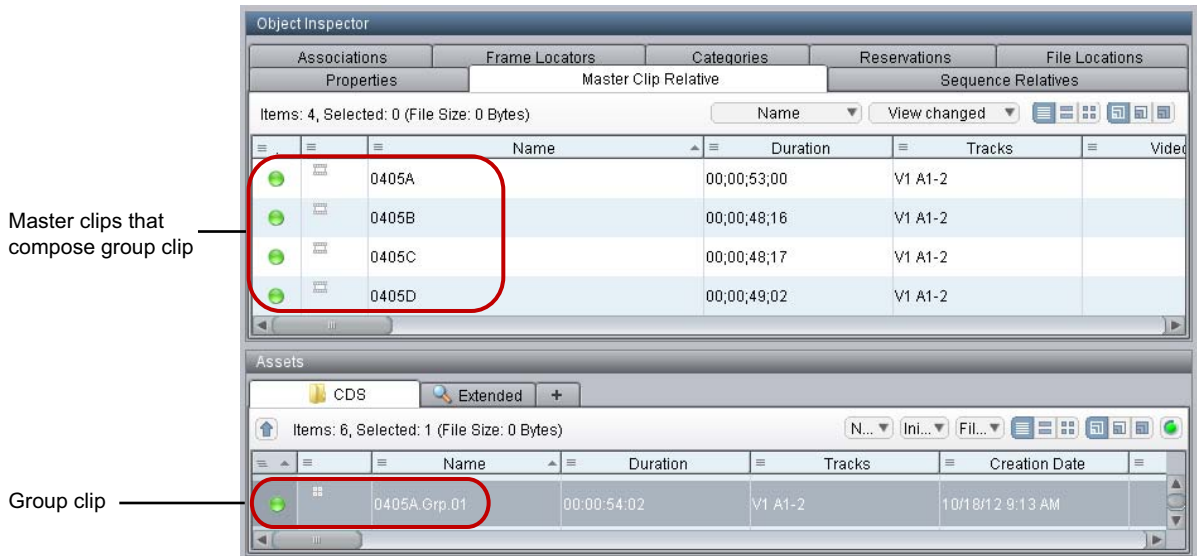 Object Inspector
Associations Frame Locators Categories Reservations File Locations
Properties Master Clip Relative Sequence Relatives
Items: 4, Selected: 0 (File Size: 0 Bytes) Name View changed
Name Duration Tracks Videc
0405A 00;00;53;00 V1 A1-2
0405B 00;00;48;16 V1 A1-2
Master clips that
compose group clip
0405C 00;00;48;17 V1 A1-2
0405D 00;00;49;02 V1 A1-2
Assets
CDS Extended +
Items: 6, Selected: 1 (File Size: 0 Bytes) N... Ini... Fil...
Name Duration Tracks Creation Date
Group clip
0405A.Grp.01 00:00:54:02 V1 A1-2 10/18/12 9:13 AM